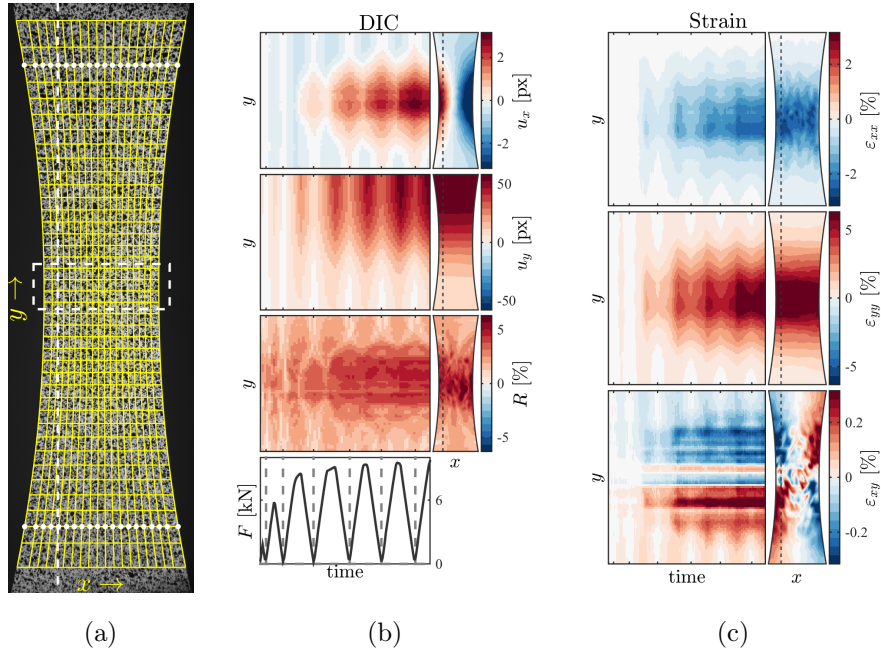 DIC
Strain
y →
x →
y
u_x [px]
2
0
-2
y
u_y [px]
50
0
-50
y
R [%]
5
0
-5
x
F [kN]
6
0
time
y
ε_xx [%]
2
0
-2
y
ε_yy [%]
5
0
-5
y
ε_xy [%]
0.2
0
-0.2
time
x
(a)
(b)
(c)